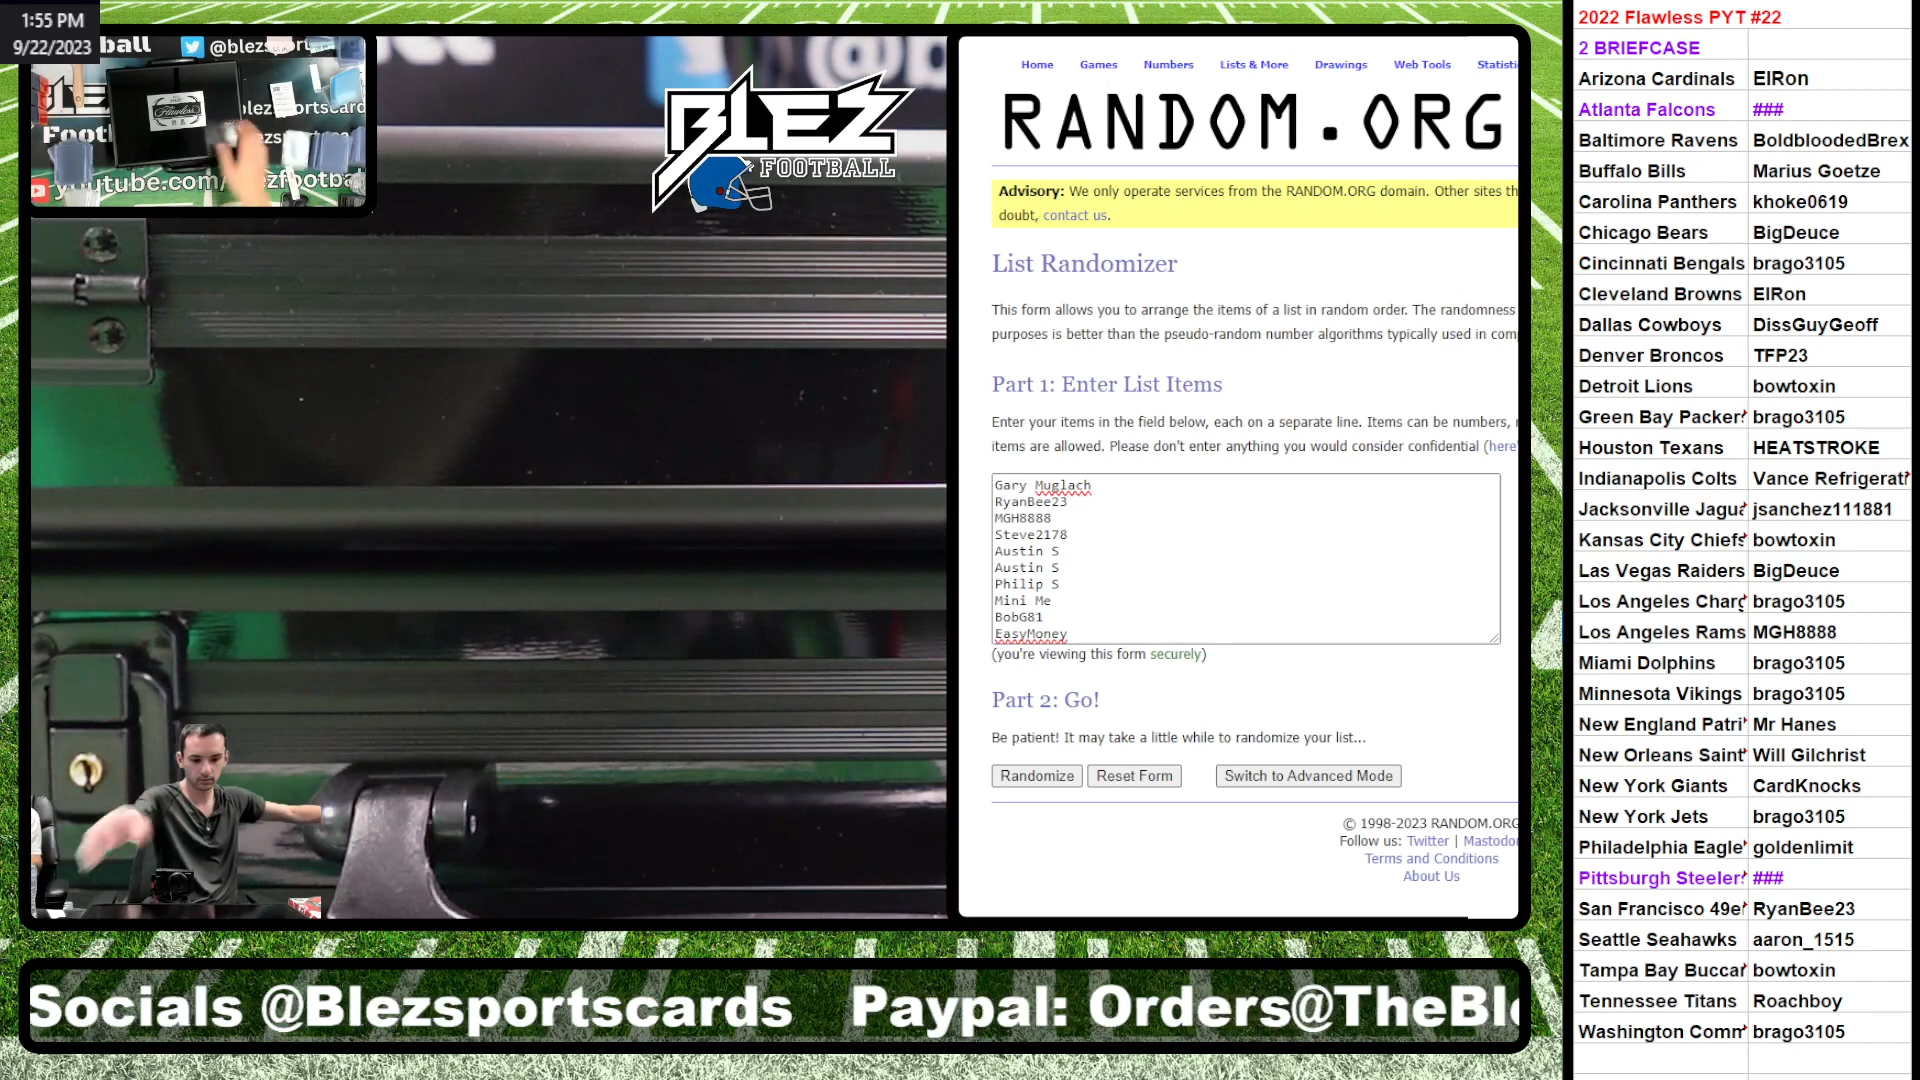 1:55 PM
9/22/2023
ball
@blezsports
Flawless
blezsportscard
Foot
youtube.com/
BLEZ
FOOTBALL
Home Games Numbers Lists & More Drawings Web Tools Statisti
RANDOM.ORG
Advisory: We only operate services from the RANDOM.ORG domain. Other sites th
doubt, contact us.
List Randomizer
This form allows you to arrange the items of a list in random order. The randomness
purposes is better than the pseudo-random number algorithms typically used in com
Part 1: Enter List Items
Enter your items in the field below, each on a separate line. Items can be numbers,
items are allowed. Please don't enter anything you would consider confidential (here'
Gary Muglach
RyanBee23
MGH8888
Steve2178
Austin S
Austin S
Philip S
Mini Me
BobG81
EasyMoney
(you're viewing this form securely)
Part 2: Go!
Be patient! It may take a little while to randomize your list...
Randomize Reset Form Switch to Advanced Mode
© 1998-2023 RANDOM.ORG
Follow us: Twitter | Mastodo
Terms and Conditions
About Us
2022 Flawless PYT #22
2 BRIEFCASE
Arizona Cardinals ElRon
Atlanta Falcons ###
Baltimore Ravens BoldbloodedBrex
Buffalo Bills Marius Goetze
Carolina Panthers khoke0619
Chicago Bears BigDeuce
Cincinnati Bengals brago3105
Cleveland Browns ElRon
Dallas Cowboys DissGuyGeoff
Denver Broncos TFP23
Detroit Lions bowtoxin
Green Bay Packer brago3105
Houston Texans HEATSTROKE
Indianapolis Colts Vance Refrigerat
Jacksonville Jagua jsanchez111881
Kansas City Chiefs bowtoxin
Las Vegas Raiders BigDeuce
Los Angeles Charg brago3105
Los Angeles Rams MGH8888
Miami Dolphins brago3105
Minnesota Vikings brago3105
New England Patri Mr Hanes
New Orleans Saint Will Gilchrist
New York Giants CardKnocks
New York Jets brago3105
Philadelphia Eagle goldenlimit
Pittsburgh Steeler ###
San Francisco 49e RyanBee23
Seattle Seahawks aaron_1515
Tampa Bay Buccar bowtoxin
Tennessee Titans Roachboy
Washington Comm brago3105
Socials @Blezsportscards Paypal: Orders@TheBle